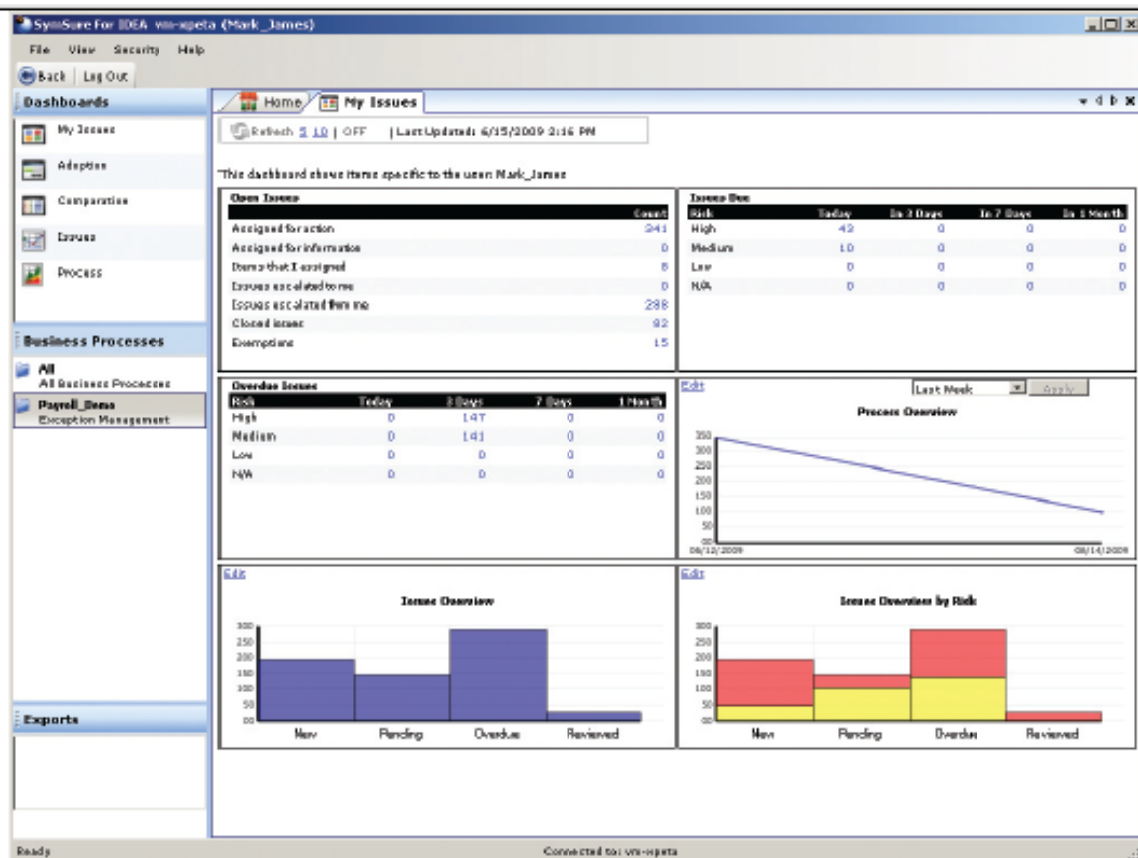 SymSure For IDEA vm-xpeta (Mark_James)
File View Security Help
Back Log Out
Dashboards
My Issues
Adoption
Comparative
Issues
Process
Business Processes
All
All Business Processes
Payroll_Demo
Exception Management
Exports
Home My Issues
Refresh 5 10 | OFF | Last Updated: 6/15/2009 2:16 PM
This dashboard shows items specific to the user: Mark_James
Open Issues
Count
Assigned for action 341
Assigned for information 0
Items that I assigned 8
Issues escalated to me 0
Issues escalated from me 288
Closed issues 92
Exemptions 15
Issues Due
Risk Today In 3 Days In 7 Days In 1 Month
High 43 0 0 0
Medium 10 0 0 0
Low 0 0 0 0
N/A 0 0 0 0
Overdue Issues
Risk Today 3 Days 7 Days 1 Month
High 0 147 0 0
Medium 0 141 0 0
Low 0 0 0 0
N/A 0 0 0 0
Edit Last Week Apply
Process Overview
350
300
250
200
150
100
50
00
06/12/2009 06/14/2009
Edit
Issues Overview
300
250
200
150
100
50
00
New Pending Overdue Reviewed
Edit
Issues Overview by Risk
300
250
200
150
100
50
00
New Pending Overdue Reviewed
Ready Connected to: vm-xpeta